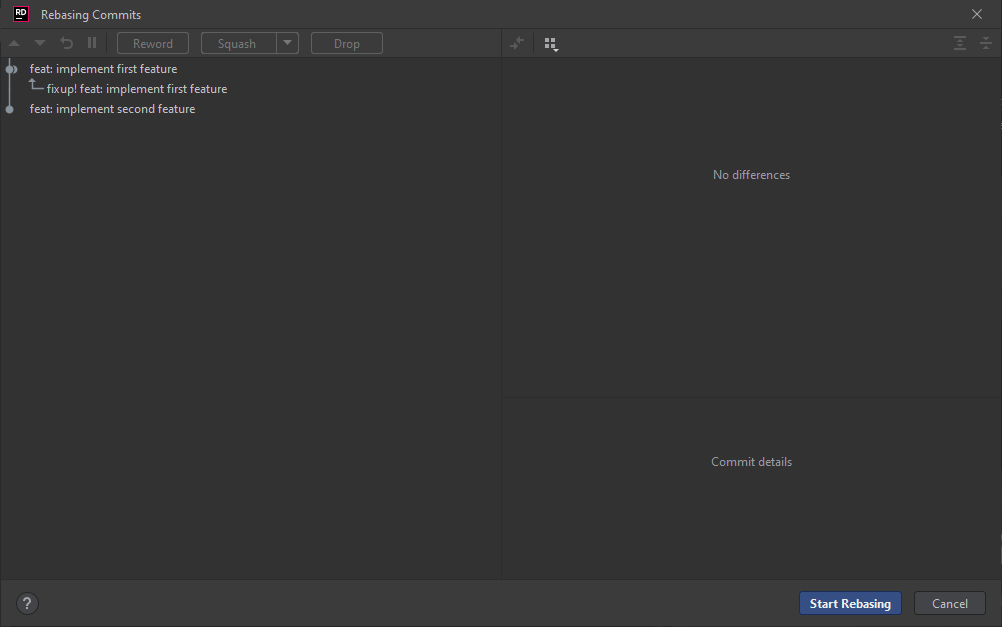 RD Rebasing Commits
Reword Squash Drop
feat: implement first feature
fixup! feat: implement first feature
feat: implement second feature
No differences
Commit details
? Start Rebasing Cancel